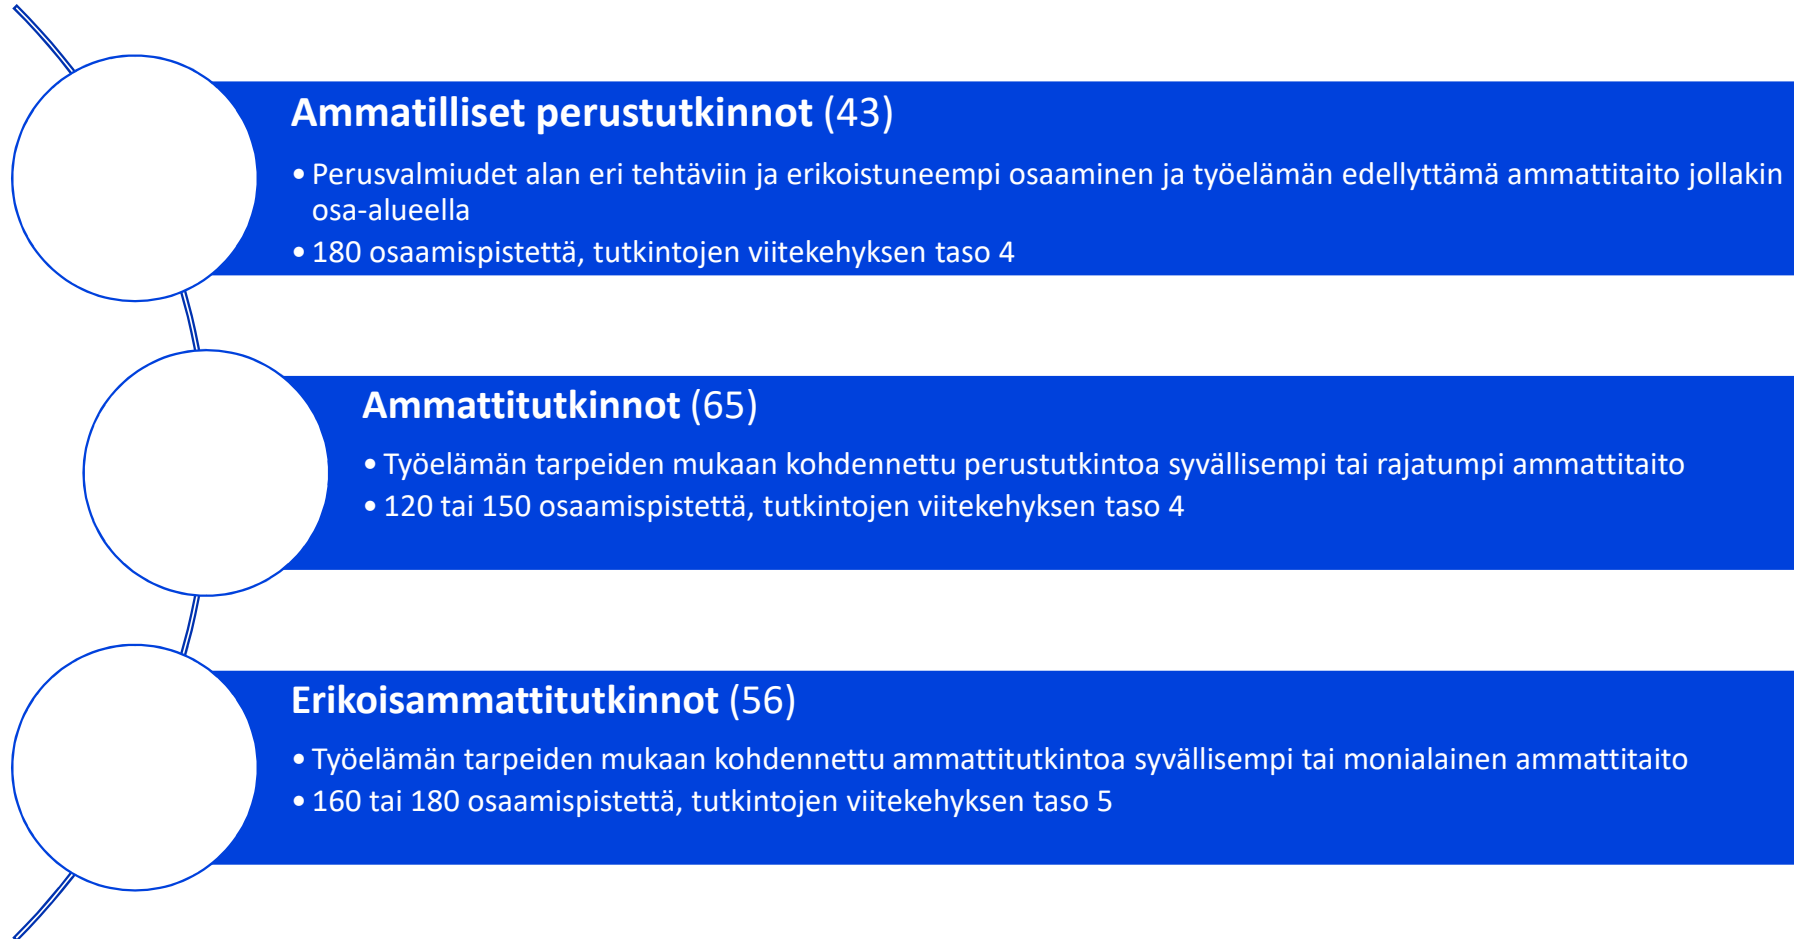 Ammatilliset perustutkinnot (43)
• Perusvalmiudet alan eri tehtäviin ja erikoistuneempi osaaminen ja työelämän edellyttämä ammattitaito jollakin
osa-alueella
• 180 osaamispistettä, tutkintojen viitekehyksen taso 4
Ammattitutkinnot (65)
• Työelämän tarpeiden mukaan kohdennettu perustutkintoa syvällisempi tai rajatumpi ammattitaito
• 120 tai 150 osaamispistettä, tutkintojen viitekehyksen taso 4
Erikoisammattitutkinnot (56)
• Työelämän tarpeiden mukaan kohdennettu ammattitutkintoa syvällisempi tai monialainen ammattitaito
• 160 tai 180 osaamispistettä, tutkintojen viitekehyksen taso 5